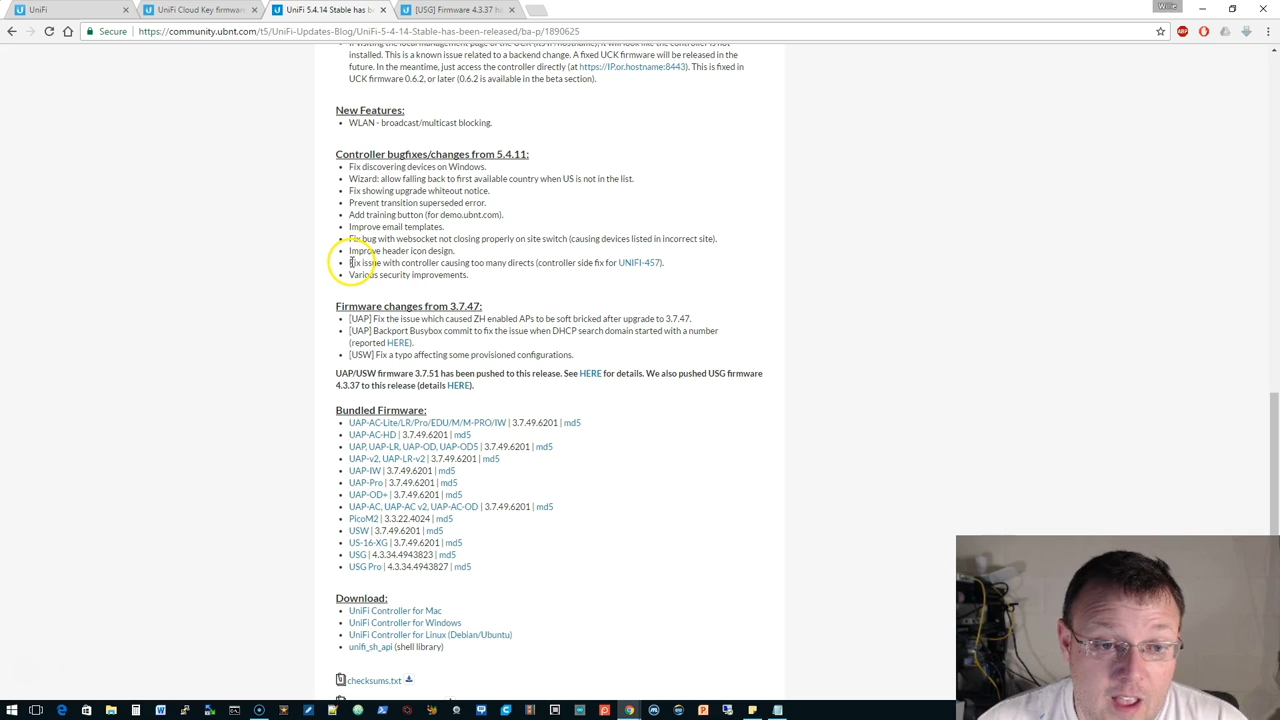 UniFi
UniFi Cloud Key firmwar
UniFi 5.4.14 Stable has be
[USG] Firmware 4.3.37 ha
Willie
Secure
https://community.ubnt.com/t5/UniFi-Updates-Blog/UniFi-5-4-14-Stable-has-been-released/ba-p/1890625
installed. This is a known issue related to a backend change. A fixed UCK firmware will be released in the
future. In the meantime, just access the controller directly (at https://IP.or.hostname:8443). This is fixed in
UCK firmware 0.6.2, or later (0.6.2 is available in the beta section).
New Features:
WLAN - broadcast/multicast blocking.
Controller bugfixes/changes from 5.4.11:
Fix discovering devices on Windows.
Wizard: allow falling back to first available country when US is not in the list.
Fix showing upgrade whiteout notice.
Prevent transition superseded error.
Add training button (for demo.ubnt.com).
Improve email templates.
Fix bug with websocket not closing properly on site switch (causing devices listed in incorrect site).
Improve header icon design.
Fix issue with controller causing too many directs (controller side fix for UNIFI-457).
Various security improvements.
Firmware changes from 3.7.47:
[UAP] Fix the issue which caused ZH enabled APs to be soft bricked after upgrade to 3.7.47.
[UAP] Backport Busybox commit to fix the issue when DHCP search domain started with a number
(reported HERE).
[USW] Fix a typo affecting some provisioned configurations.
UAP/USW firmware 3.7.51 has been pushed to this release. See HERE for details. We also pushed USG firmware
4.3.37 to this release (details HERE).
Bundled Firmware:
UAP-AC-Lite/LR/Pro/EDU/M/M-PRO/IW | 3.7.49.6201 | md5
UAP-AC-HD | 3.7.49.6201 | md5
UAP, UAP-LR, UAP-OD, UAP-OD5 | 3.7.49.6201 | md5
UAP-v2, UAP-LR-v2 | 3.7.49.6201 | md5
UAP-IW | 3.7.49.6201 | md5
UAP-Pro | 3.7.49.6201 | md5
UAP-OD+ | 3.7.49.6201 | md5
UAP-AC, UAP-AC v2, UAP-AC-OD | 3.7.49.6201 | md5
PicoM2 | 3.3.22.4024 | md5
USW | 3.7.49.6201 | md5
US-16-XG | 3.7.49.6201 | md5
USG | 4.3.34.4943823 | md5
USG Pro | 4.3.34.4943827 | md5
Download:
UniFi Controller for Mac
UniFi Controller for Windows
UniFi Controller for Linux (Debian/Ubuntu)
unifi_sh_api (shell library)
checksums.txt